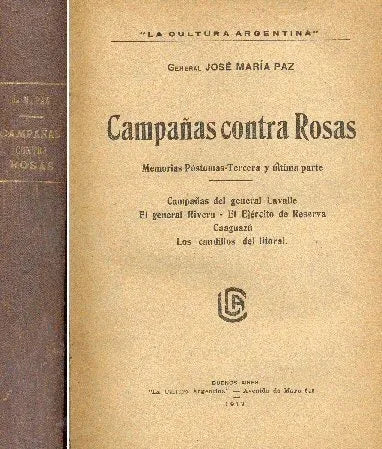 J. M. PAZ
CAMPAÑAS
CONTRA
ROSAS
"LA CULTURA ARGENTINA"
GENERAL JOSÉ MARÍA PAZ
Campañas contra Rosas
Memorias Póstumas-Tercera y última parte
Campañas del general Lavalle
El general Rivera - El Ejército de Reserva
Caaguazú
Los caudillos del litoral.
BUENOS AIRES
"La Cultura Argentina" — Avenida de Mayo